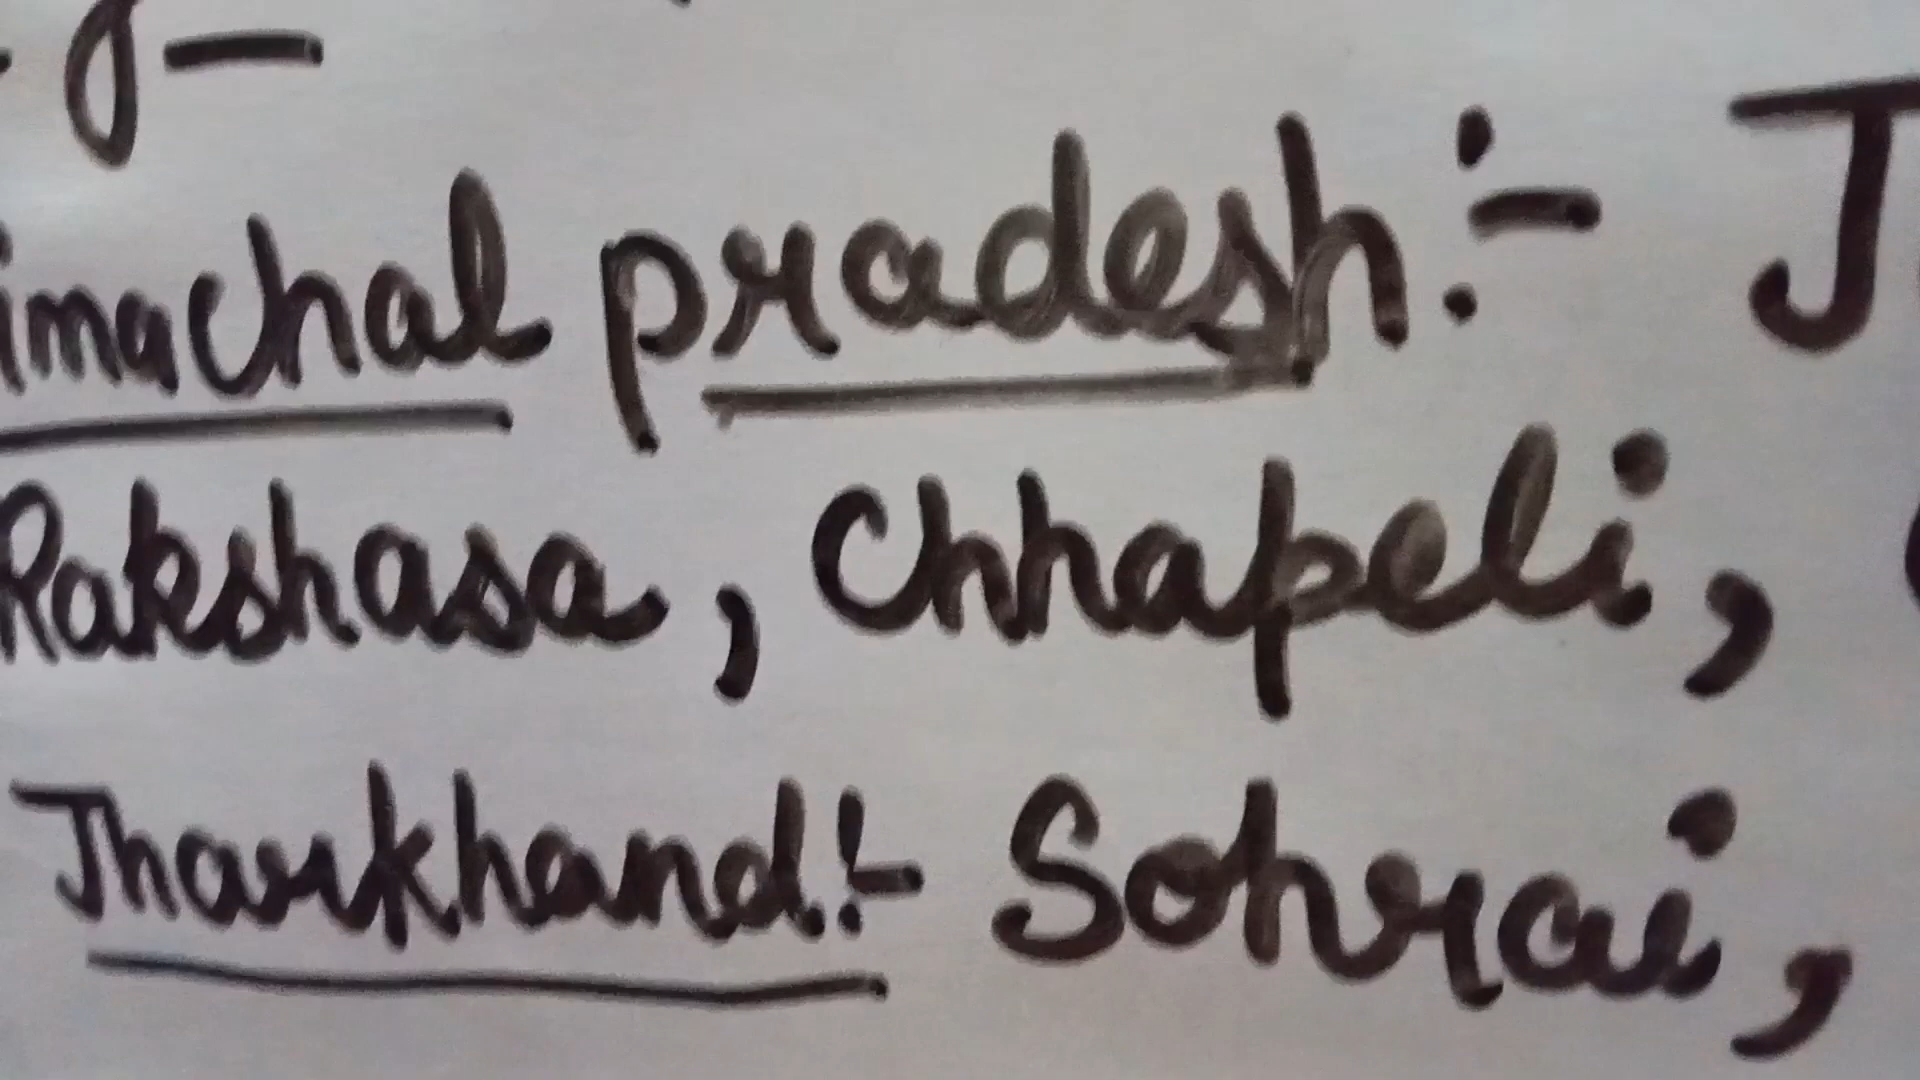 imachal pradesh:- J
Rakshasa, Chhapeli,
Jharkhand:- Sohrai,